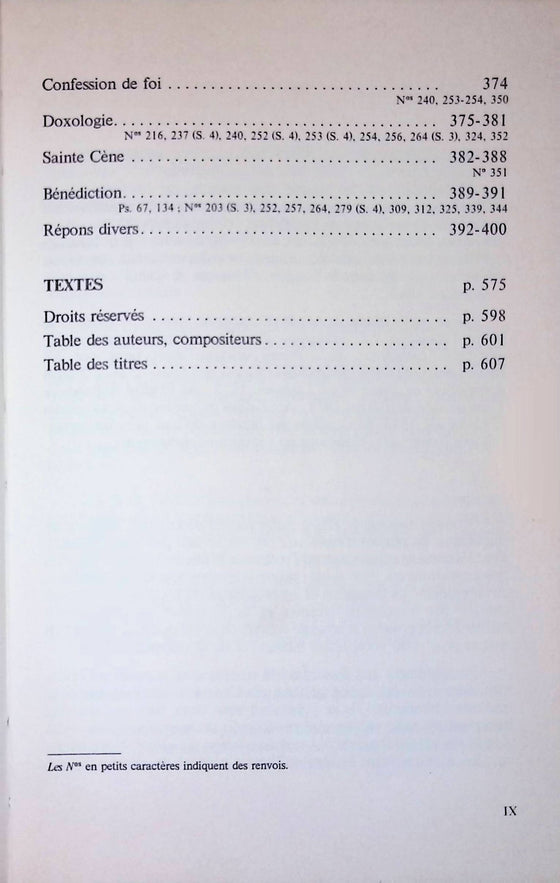 Confession de foi ................................ 374
Nos 240, 253-254, 350
Doxologie...................................... 375-381
Nos 216, 237 (S. 4), 240, 252 (S. 4), 253 (S. 4), 254, 256, 264 (S. 3), 324, 352
Sainte Cène .................................... 382-388
N° 351
Bénédiction..................................... 389-391
Ps. 67, 134 ; Nos 203 (S. 3), 252, 257, 264, 279 (S. 4), 309, 312, 325, 339, 344
Répons divers................................... 392-400
TEXTES p. 575
Droits réservés ................................... p. 598
Table des auteurs, compositeurs...................... p. 601
Table des titres ................................... p. 607
Les Nos en petits caractères indiquent des renvois.
IX